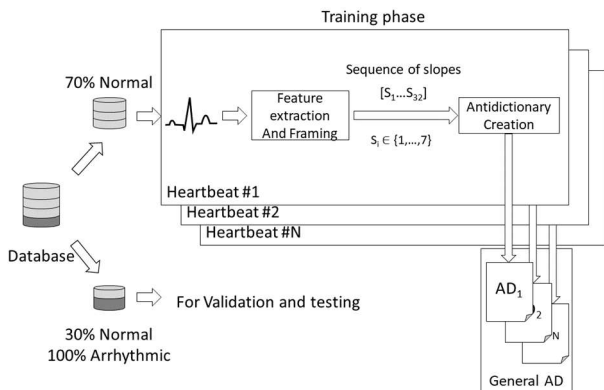 Training phase
70% Normal
Feature
extraction
And Framing
Sequence of slopes
[S₁...S₃₂]
Sᵢ ∈ {1,...,7}
Antidictionary
Creation
Heartbeat #1
Heartbeat #2
Heartbeat #N
Database
For Validation and testing
30% Normal
100% Arrhythmic
AD₁
₂
N
General AD